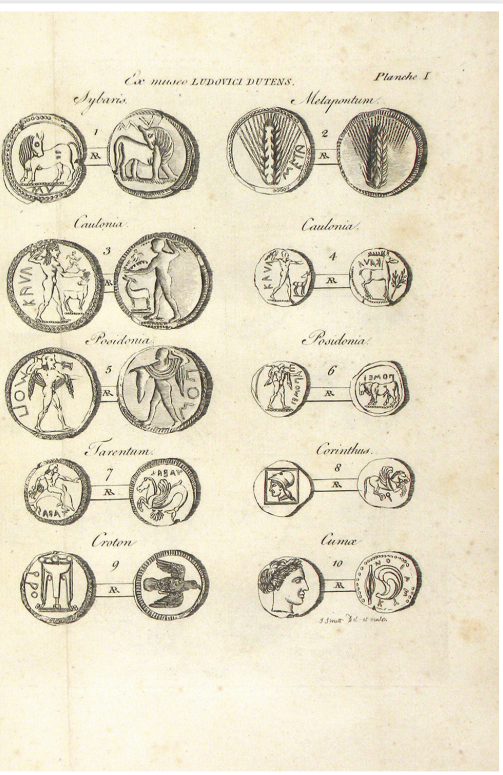 Ex museo LUDOVICI DUTENS.
Planche I
Sybaris.
1
AR
Metapontum.
2
AR
Caulonia
3
AR
Caulonia.
4
AR
Posidonia
5
AR
Posidonia
6
AR
Tarentum.
7
AR
Corinthus.
8
AR
Croton
9
AR
Cumæ
10
AR